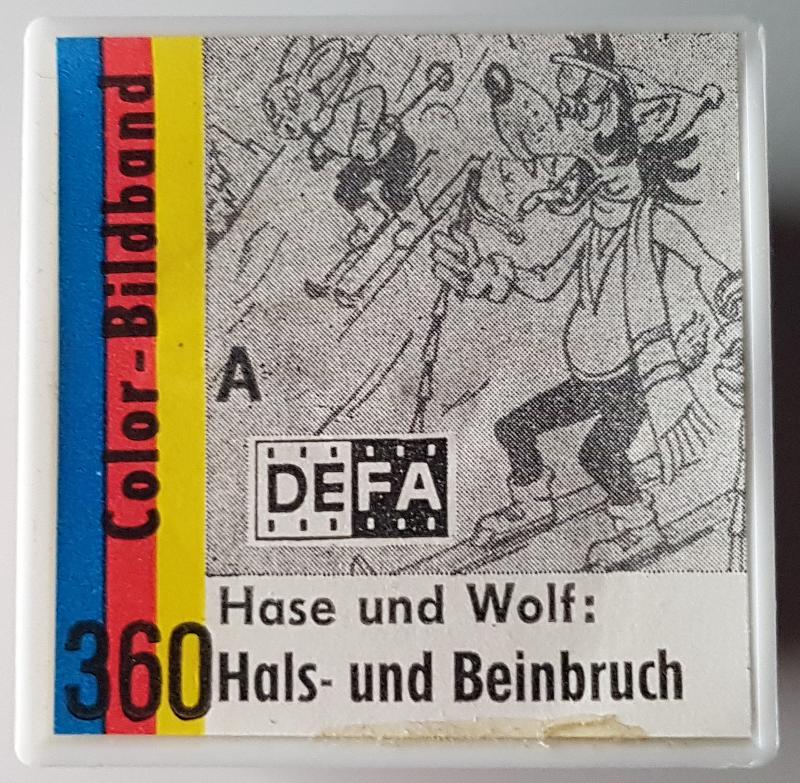 Color-Bildband
A
DEFA
360
Hase und Wolf:
Hals- und Beinbruch